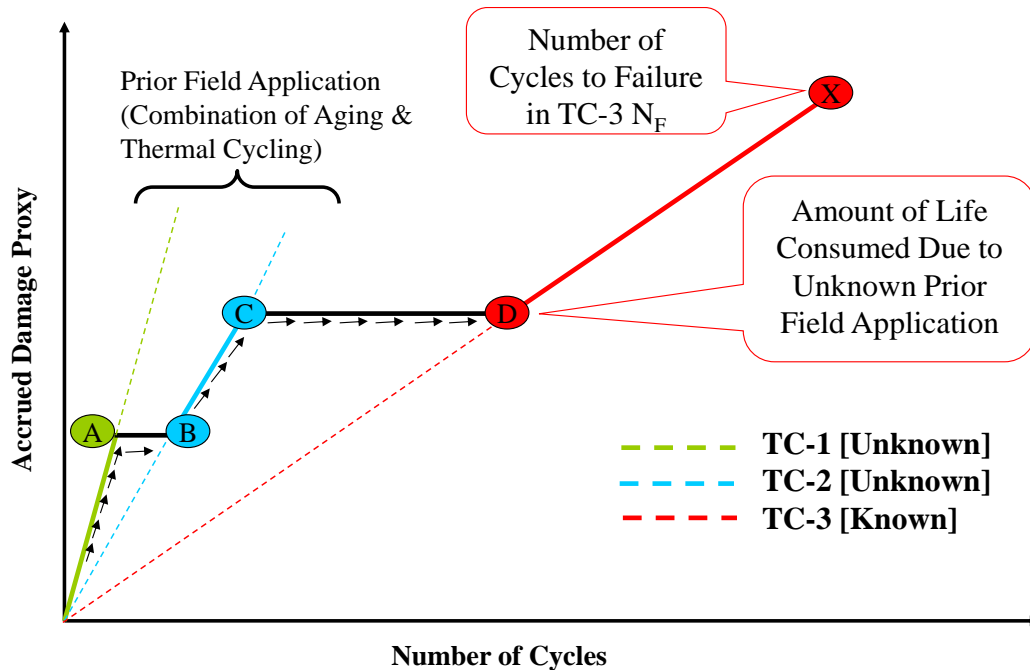 Number of
Cycles to Failure
in TC-3 N_F
X
Prior Field Application
(Combination of Aging &
Thermal Cycling)
Amount of Life
Consumed Due to
Unknown Prior
Field Application
C
D
A
B
TC-1 [Unknown]
TC-2 [Unknown]
TC-3 [Known]
Accrued Damage Proxy
Number of Cycles